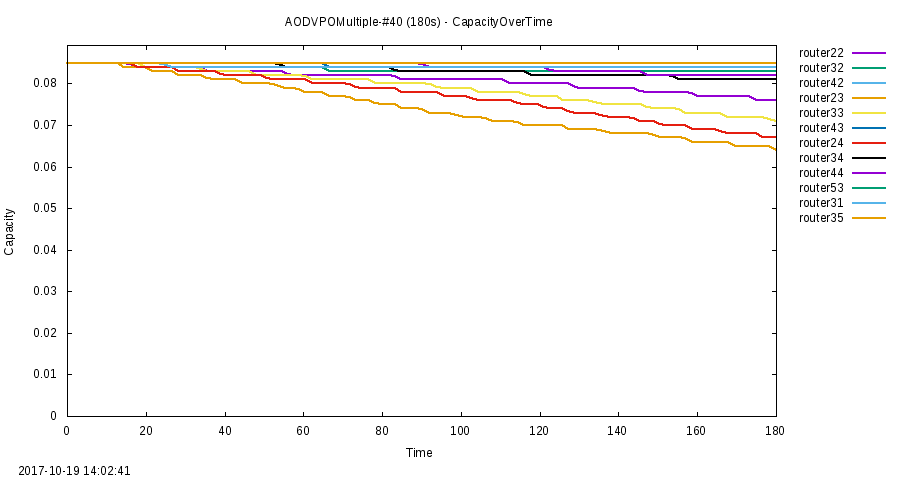 AODVPOMultiple-#40 (180s) - CapacityOverTime
router22
router32
router42
router23
router33
router43
router24
router34
router44
router53
router31
router35
Capacity
0.08
0.07
0.06
0.05
0.04
0.03
0.02
0.01
0
0 20 40 60 80 100 120 140 160 180
Time
2017-10-19 14:02:41